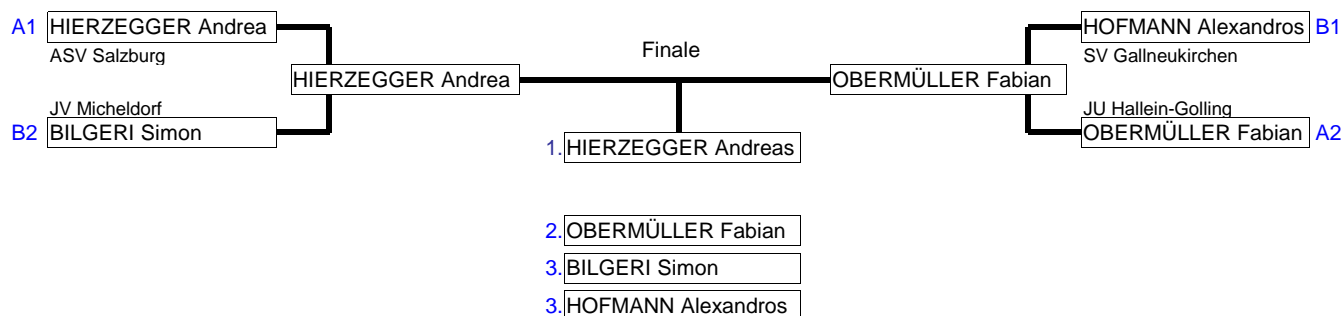 A1 HIERZEGGER Andrea
ASV Salzburg
HOFMANN Alexandros B1
SV Gallneukirchen
Finale
HIERZEGGER Andrea
OBERMÜLLER Fabian
JV Micheldorf
B2 BILGERI Simon
JU Hallein-Golling
OBERMÜLLER Fabian A2
1. HIERZEGGER Andreas
2. OBERMÜLLER Fabian
3. BILGERI Simon
3. HOFMANN Alexandros